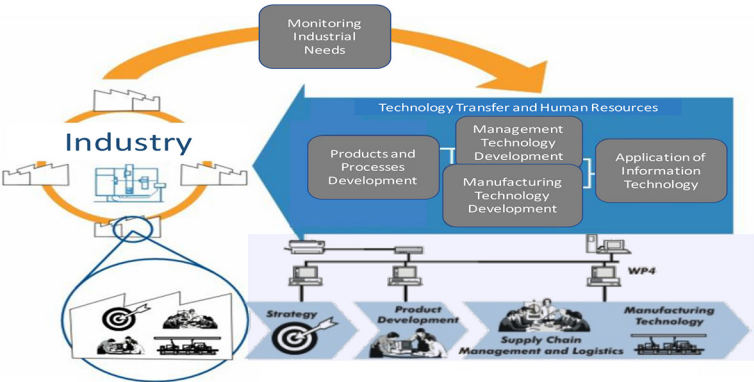 Monitoring
Industrial
Needs
Technology Transfer and Human Resources
Industry
Products and
Processes
Development
Management
Technology
Development
Manufacturing
Technology
Development
Application of
Information
Technology
WP4
Strategy
Product
Development
Supply Chain
Management and Logistics
Manufacturing
Technology